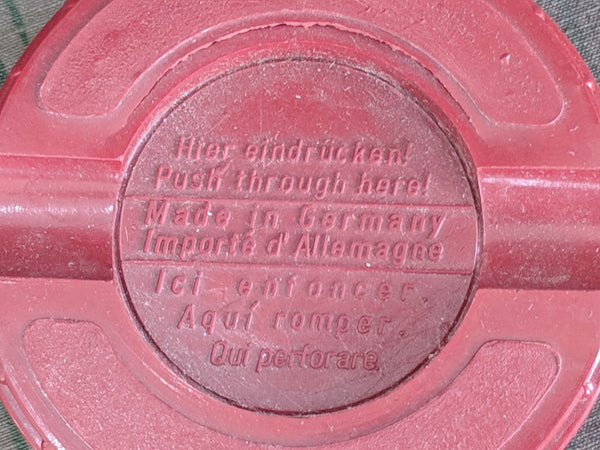 Hier eindrücken!
Push through here!
Made in Germany
Importé d'Allemagne
Ici enfoncer.
Aquí romper.
Qui perforare.